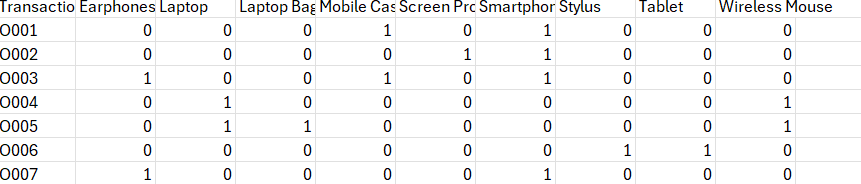 Transactio Earphones Laptop Laptop Bag Mobile Cas Screen Pro Smartphon Stylus Tablet Wireless Mouse
O001 0 0 0 1 0 1 0 0 0
O002 0 0 0 0 1 1 0 0 0
O003 1 0 0 1 0 1 0 0 0
O004 0 1 0 0 0 0 0 0 1
O005 0 1 1 0 0 0 0 0 1
O006 0 0 0 0 0 0 1 1 0
O007 1 0 0 0 0 1 0 0 0